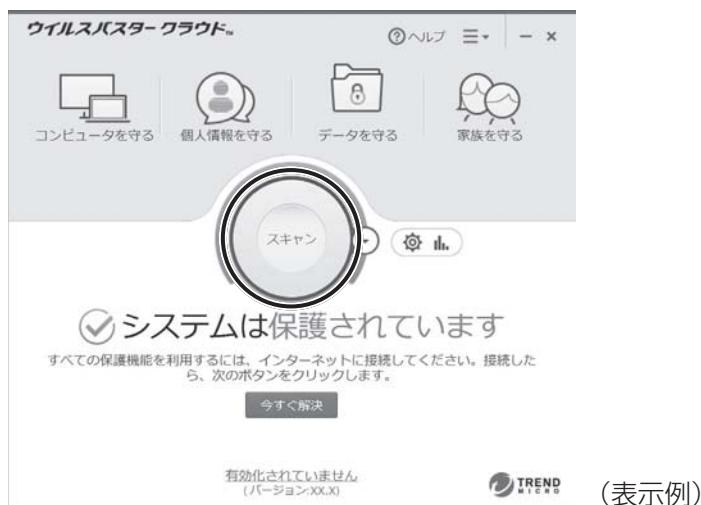 ウイルスバスター クラウド™
?ヘルプ
コンピュータを守る
個人情報を守る
データを守る
家族を守る
スキャン
システムは保護されています
すべての保護機能を利用するには、インターネットに接続してください。接続した
ら、次のボタンをクリックします。
今すぐ解決
有効化されていません
(バージョン:XX.X)
TREND
MICRO
(表示例)